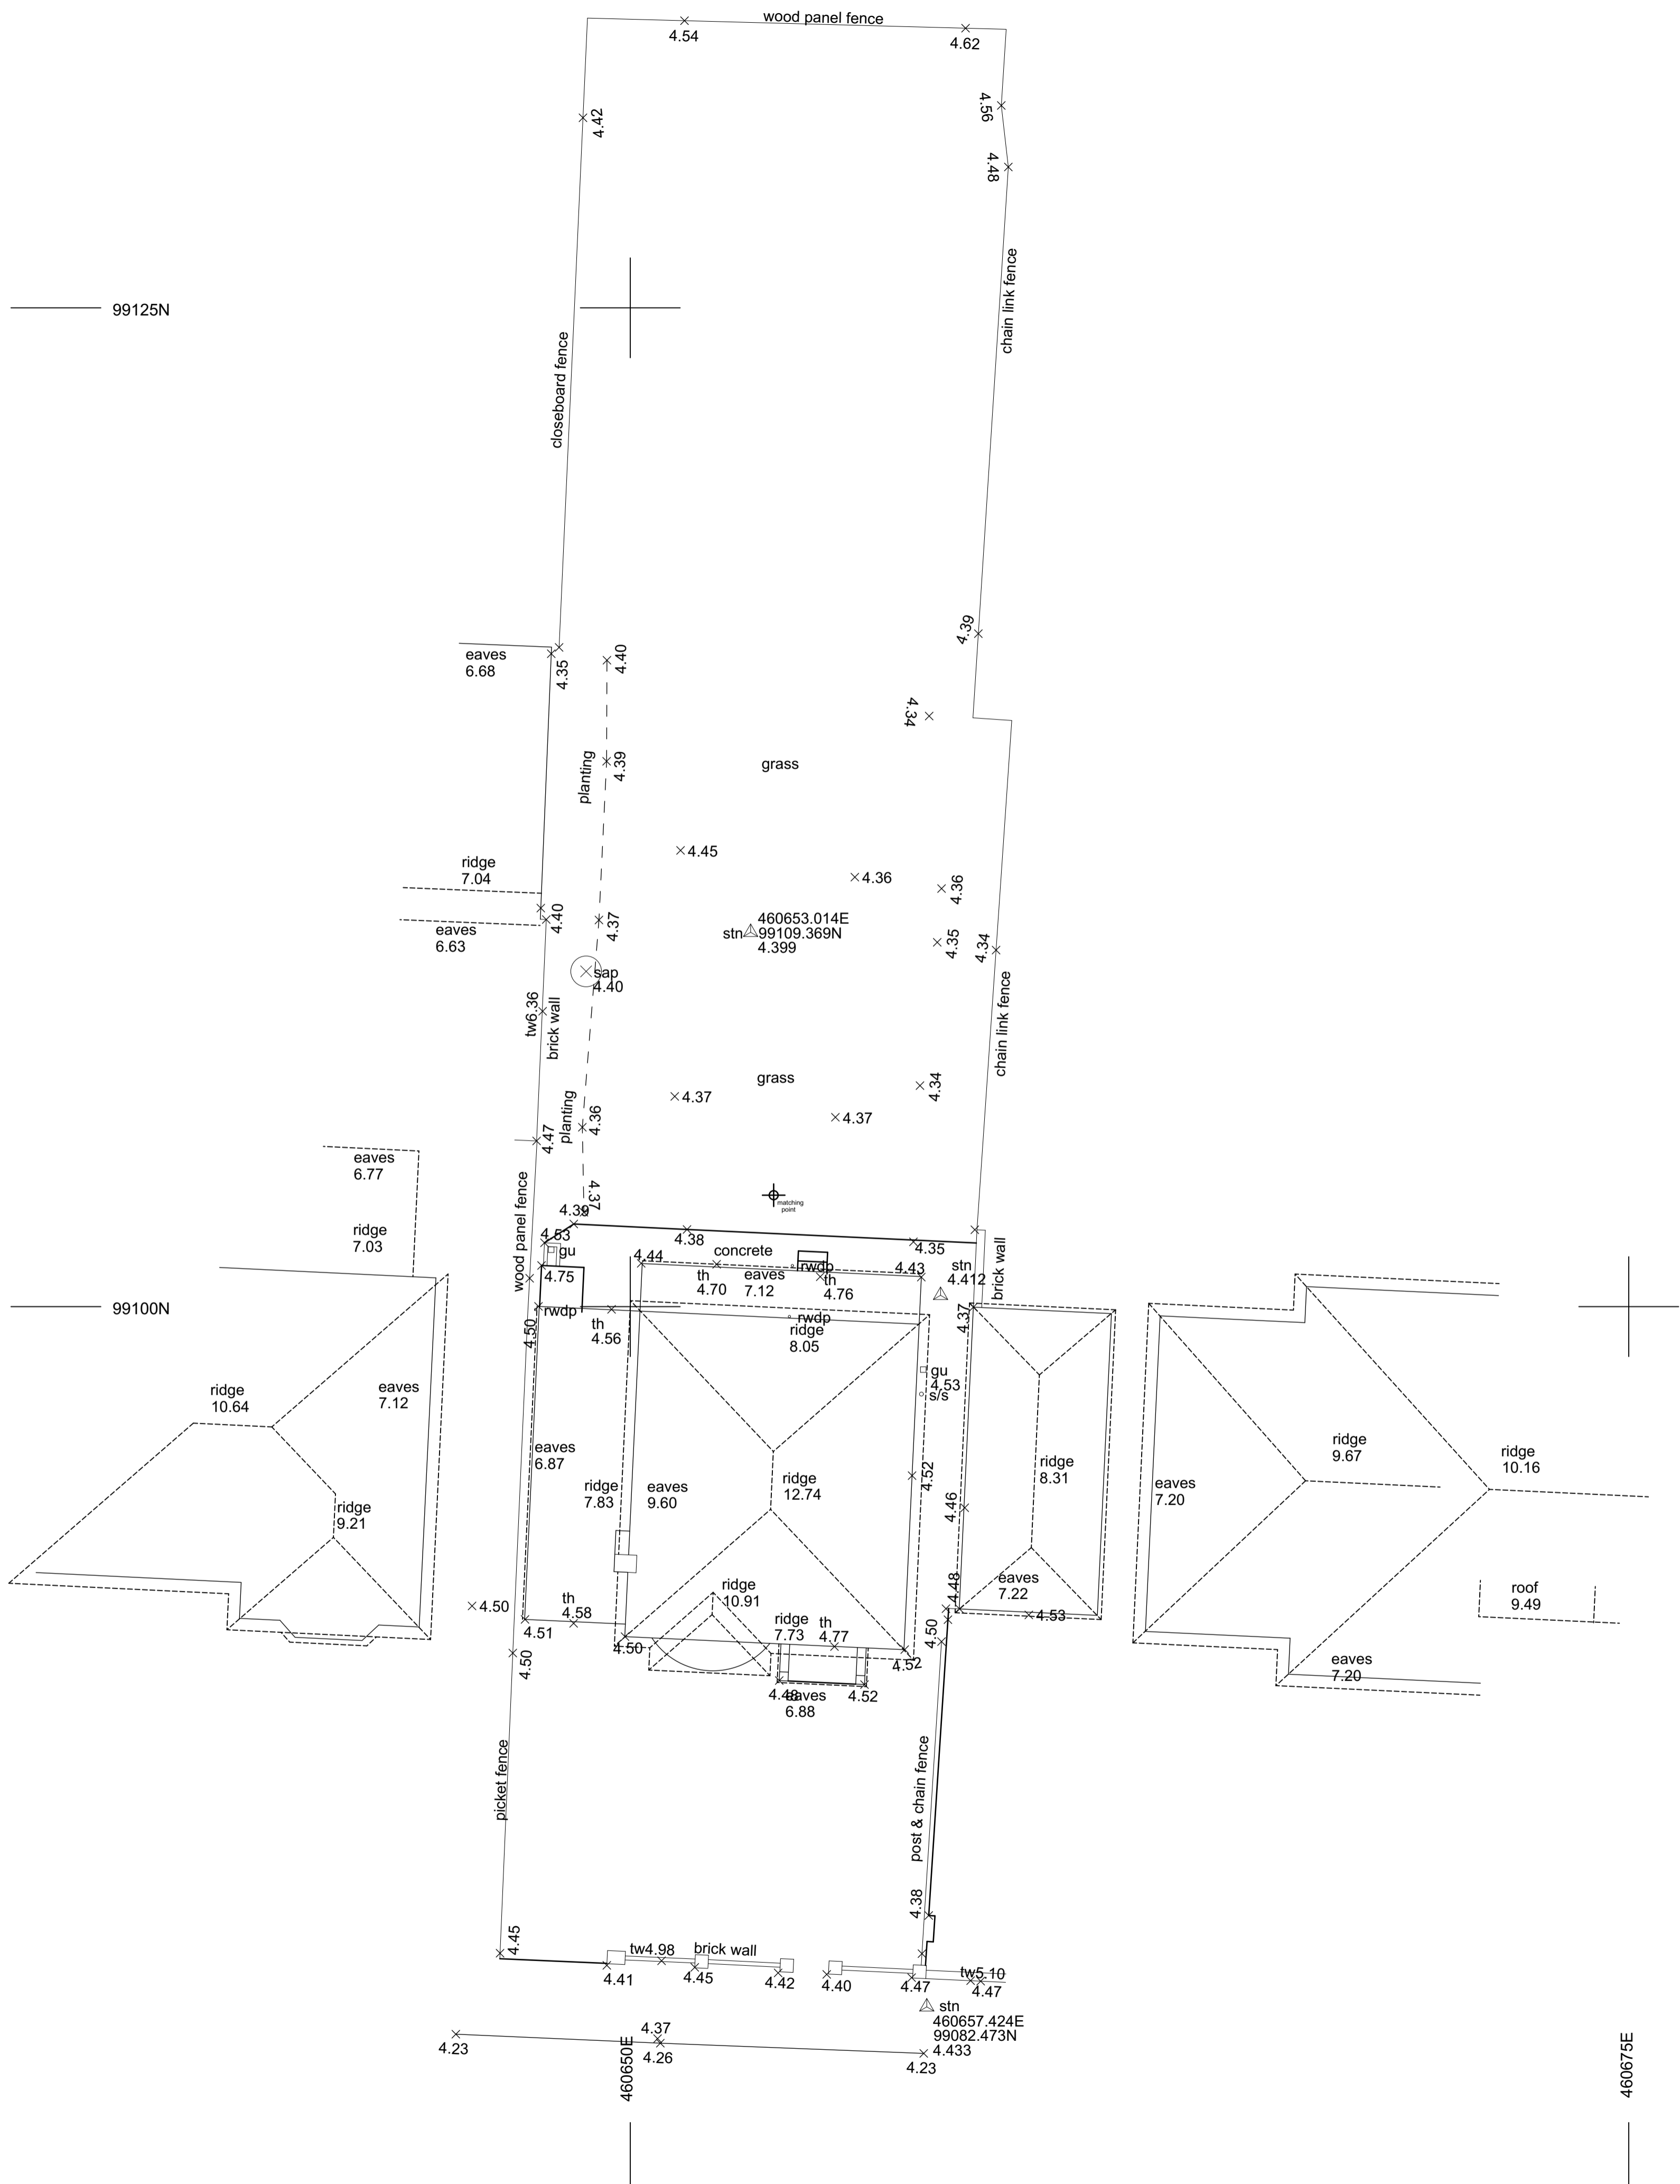 wood panel fence
4.54
4.62
4.56
4.42
4.48
chain link fence
99125N
closeboard fence
4.39
4.40
eaves
6.68
4.35
4.34
grass
planting
4.39
4.45
ridge
7.04
4.36
4.36
4.40
4.37
eaves
6.63
stn
460653.014E
99109.369N
4.399
4.35
4.34
sap
4.40
tw6.36
brick wall
chain link fence
grass
4.34
4.37
4.37
planting
4.36
4.47
eaves
6.77
4.37
matching
point
wood panel fence
4.39
ridge
7.03
4.53
gu
4.38
4.35
concrete
brick wall
4.44
rwdp
4.43
stn
4.412
4.75
th
4.70
eaves
7.12
th
4.76
99100N
rwdp
4.50
th
4.56
rwdp
ridge
8.05
4.37
gu
4.53
s/s
ridge
10.64
eaves
7.12
eaves
6.87
ridge
7.83
eaves
9.60
ridge
12.74
4.52
ridge
8.31
4.46
eaves
7.20
ridge
9.67
ridge
10.16
ridge
9.21
ridge
10.91
eaves
7.22
4.48
roof
9.49
4.50
th
4.58
4.51
4.50
ridge
7.73
th
4.77
4.53
4.50
4.52
4.50
eaves
7.20
4.48
eaves
6.88
4.52
picket fence
post & chain fence
4.38
4.45
tw4.98
brick wall
4.41
4.45
4.42
4.40
4.47
tw5.10
4.47
stn
460657.424E
99082.473N
4.433
4.23
4.37
4.26
4.23
460650E
460675E